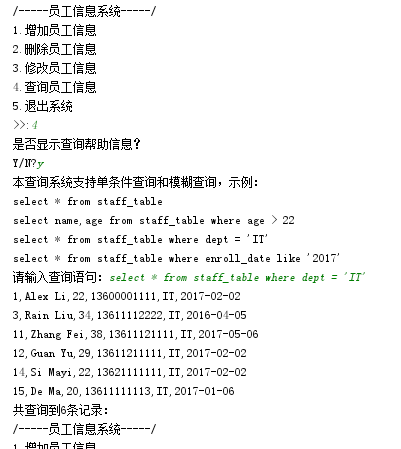 /-----员工信息系统-----/
1.增加员工信息
2.删除员工信息
3.修改员工信息
4.查询员工信息
5.退出系统
>>:4
是否显示查询帮助信息？
Y/N?y
本查询系统支持单条件查询和模糊查询，示例：
select * from staff_table
select name,age from staff_table where age > 22
select * from staff_table where dept = 'IT'
select * from staff_table where enroll_date like '2017'
请输入查询语句：select * from staff_table where dept = 'IT'
1,Alex Li,22,13600001111,IT,2017-02-02
3,Rain Liu,34,13611112222,IT,2016-04-05
11,Zhang Fei,38,13611121111,IT,2017-05-06
12,Guan Yu,29,13611211111,IT,2017-02-02
14,Si Mayi,22,13621111111,IT,2017-02-02
15,De Ma,20,13611111113,IT,2017-01-06
共查询到6条记录：
/-----员工信息系统-----/
1.增加员工信息